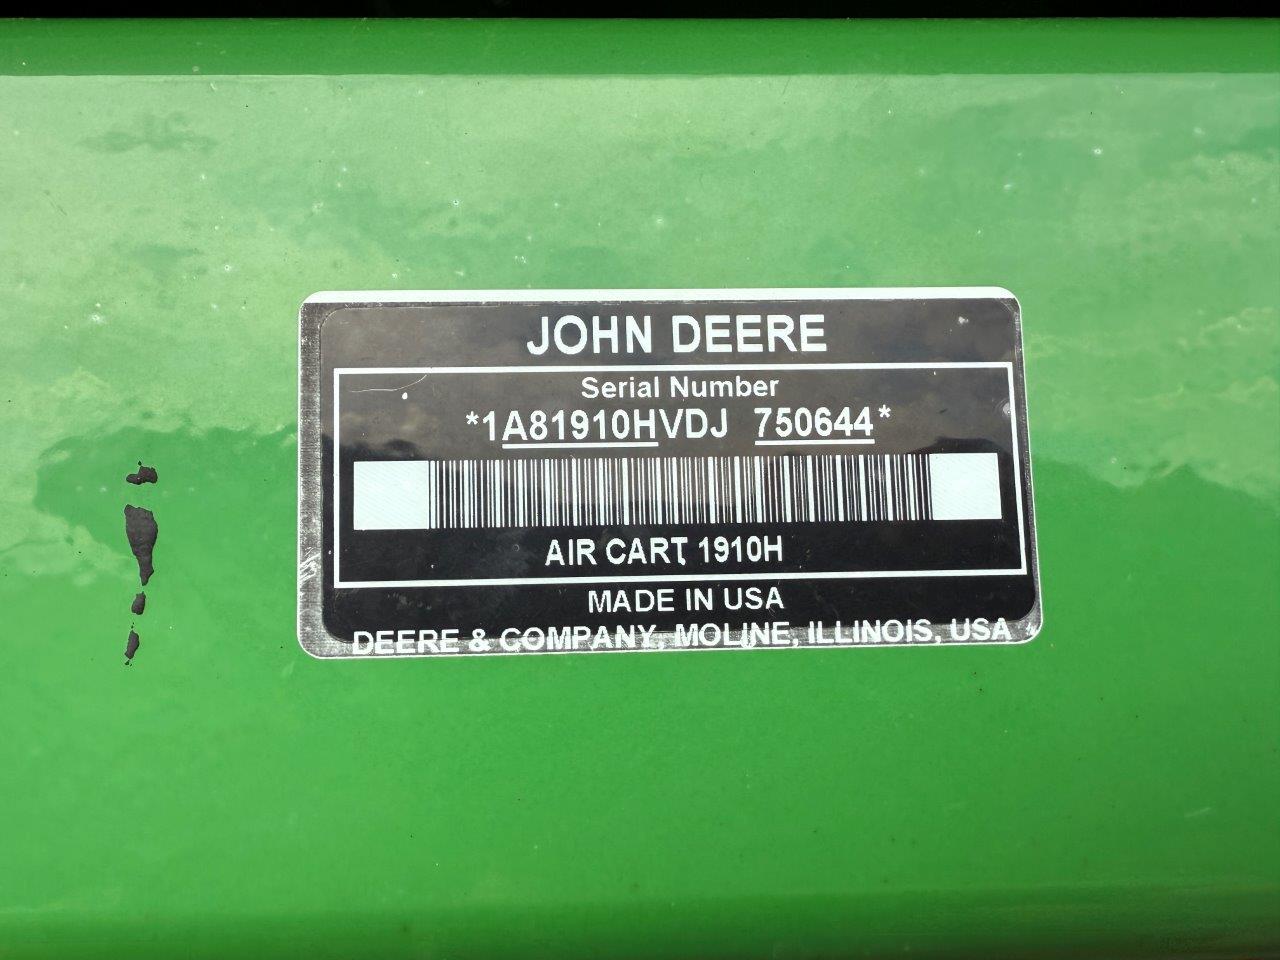 JOHN DEERE
Serial Number
*1A81910HVDJ 750644*
AIR CART, 1910H
MADE IN USA
DEERE & COMPANY, MOLINE, ILLINOIS, USA